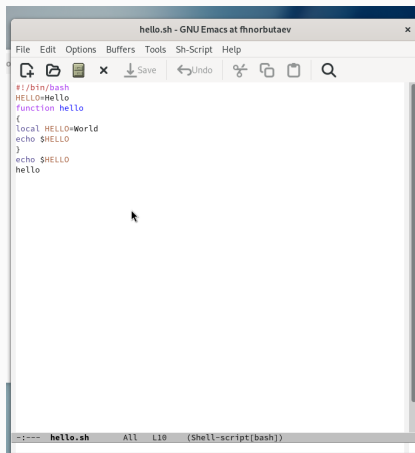 hello.sh - GNU Emacs at fhnorbutaev
File Edit Options Buffers Tools Sh-Script Help
Save Undo
#!/bin/bash
HELLO=Hello
function hello
{
local HELLO=World
echo $HELLO
}
echo $HELLO
hello
-:--- hello.sh All L10 (Shell-script[bash])